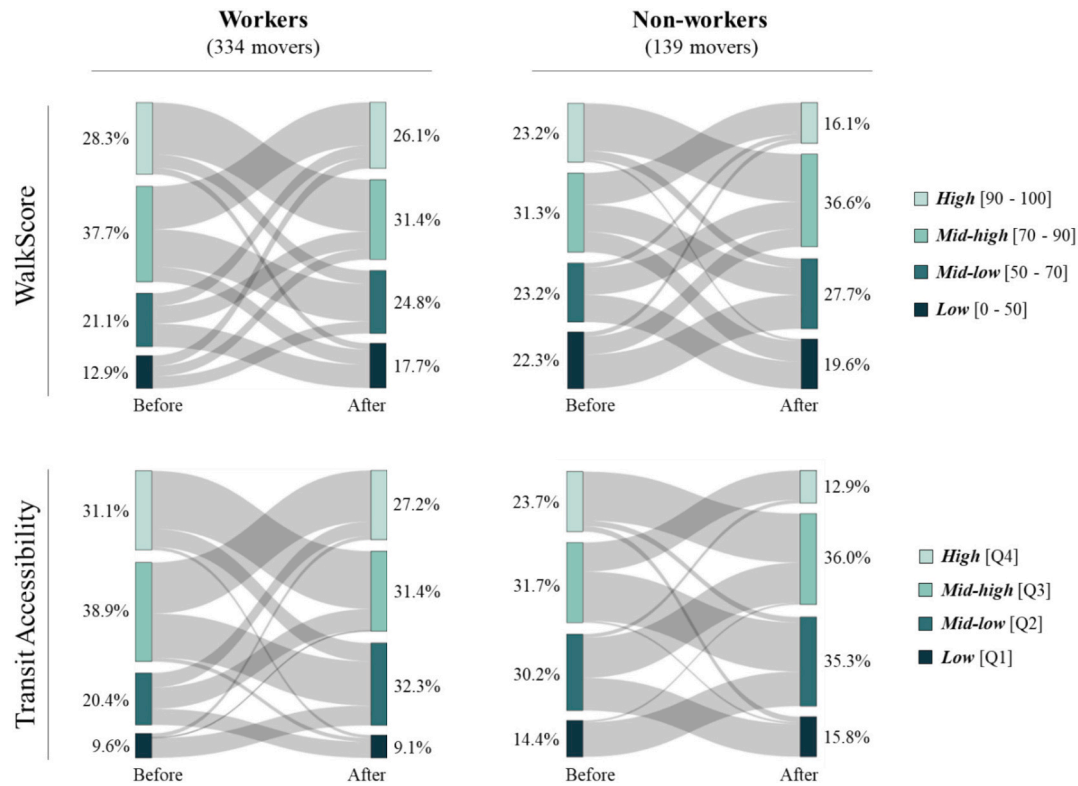 Workers
(334 movers)
Non-workers
(139 movers)
WalkScore
28.3%
37.7%
21.1%
12.9%
26.1%
31.4%
24.8%
17.7%
Before
After
23.2%
31.3%
23.2%
22.3%
16.1%
36.6%
27.7%
19.6%
Before
After
High [90 - 100]
Mid-high [70 - 90]
Mid-low [50 - 70]
Low [0 - 50]
Transit Accessibility
31.1%
38.9%
20.4%
9.6%
27.2%
31.4%
32.3%
9.1%
Before
After
23.7%
31.7%
30.2%
14.4%
12.9%
36.0%
35.3%
15.8%
Before
After
High [Q4]
Mid-high [Q3]
Mid-low [Q2]
Low [Q1]